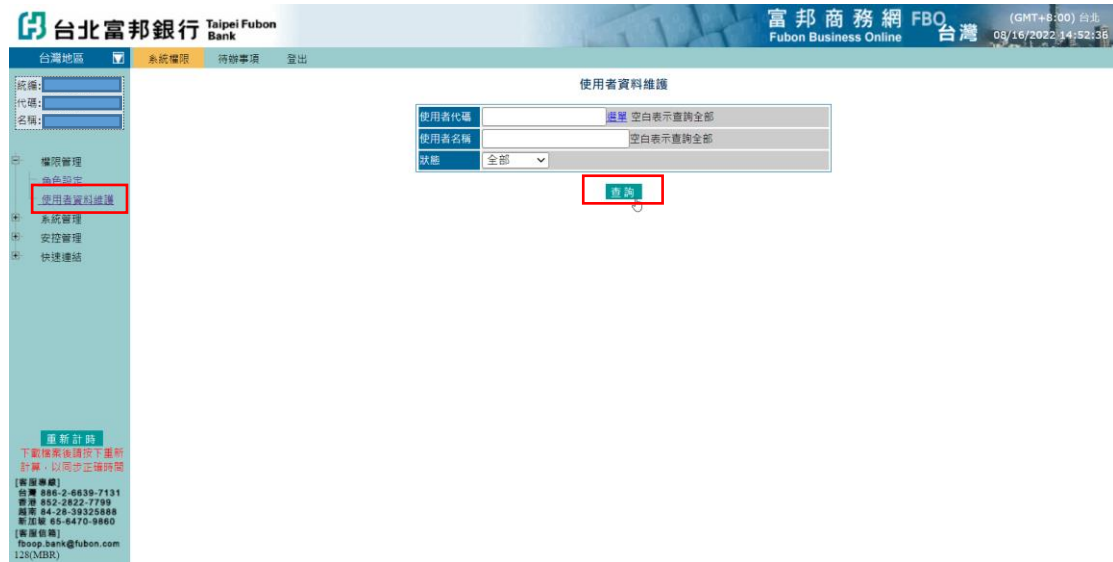 台北富邦銀行 Taipei Fubon Bank
富邦商務網 FBO
Fubon Business Online 台灣
(GMT+8:00) 台北
08/16/2022 14:52:36
台灣地區 系統權限 待辦事項 登出
統編:
代碼:
名稱:
權限管理
角色設定
使用者資料維護
系統管理
安控管理
快速連結
使用者資料維護
使用者代碼 選單 空白表示查詢全部
使用者名稱 空白表示查詢全部
狀態 全部
查詢
重新計時
下載檔案後請按下重新
計算，以同步正確時間
[客服專線]
台灣 886-2-6639-7131
香港 852-2822-7799
越南 84-28-39325888
新加坡 65-6470-9860
[客服信箱]
fboop.bank@fubon.com
128(MBR)